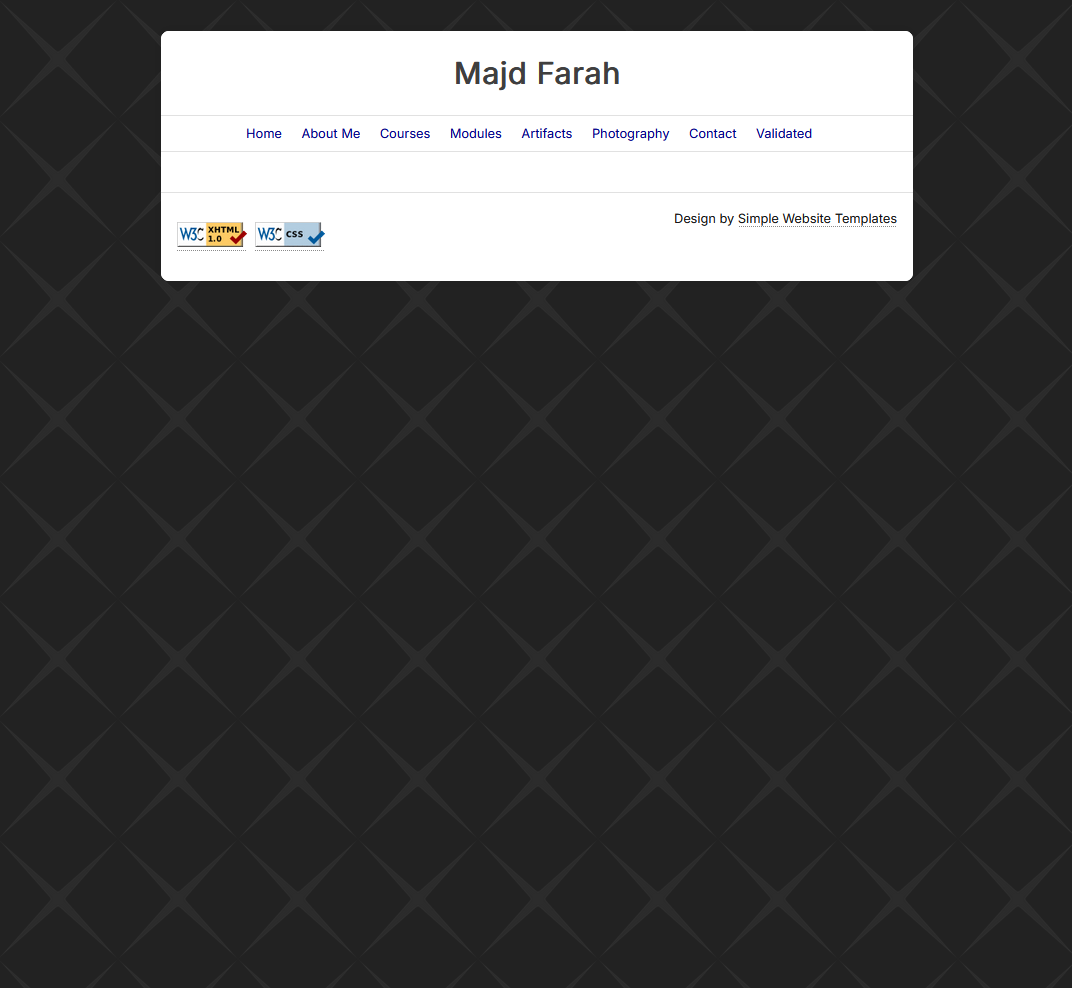 Majd Farah
Home About Me Courses Modules Artifacts Photography Contact Validated
Design by Simple Website Templates
W3C XHTML 1.0 W3C CSS